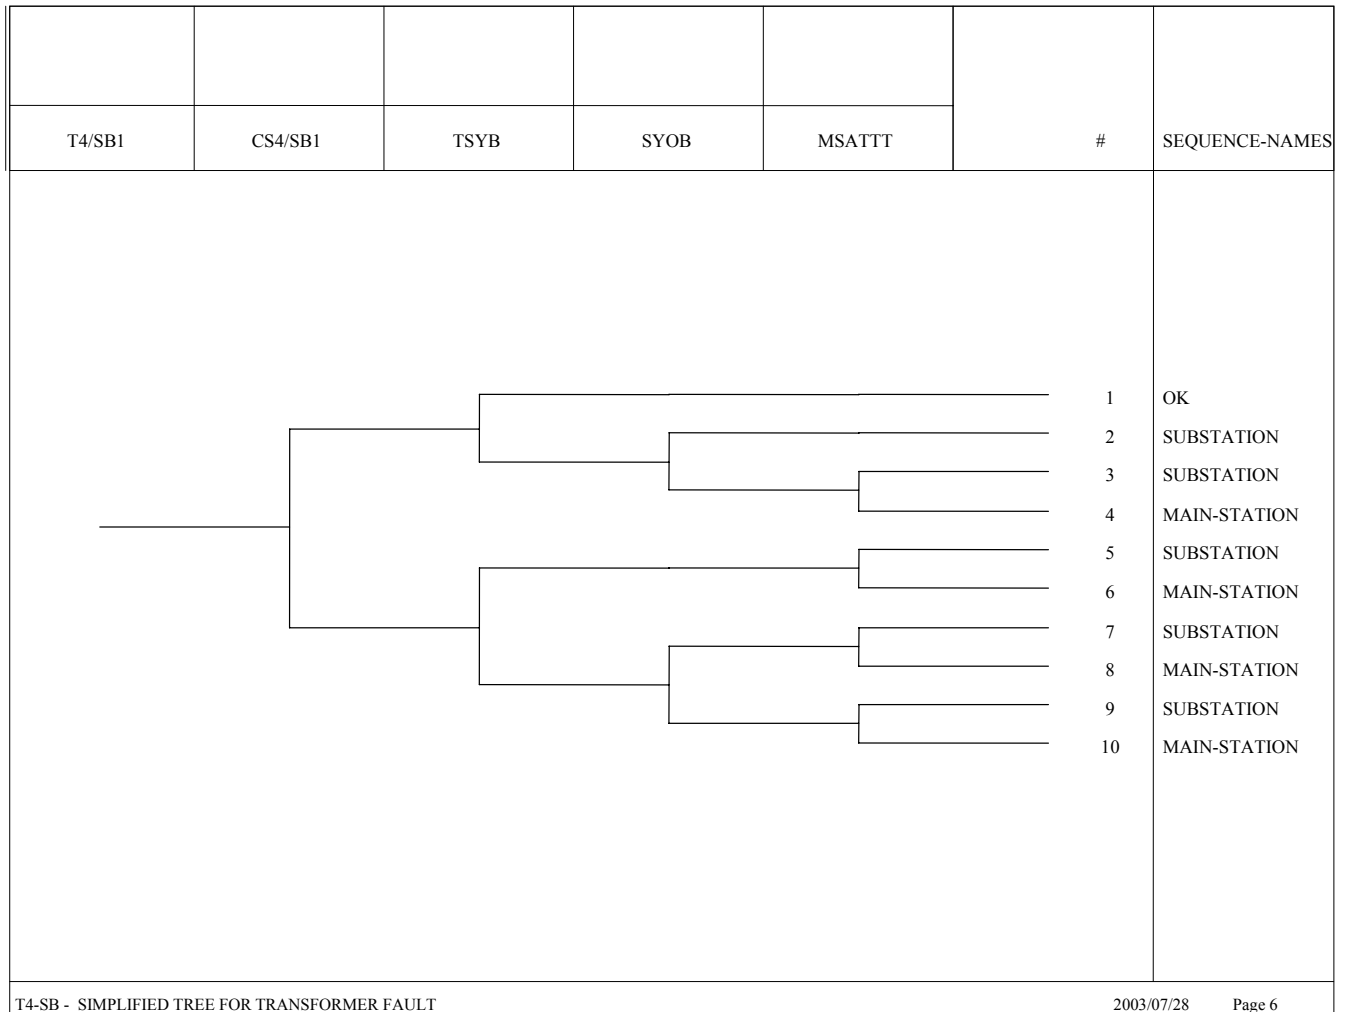 T4/SB1 CS4/SB1 TSYB SYOB MSATTT # SEQUENCE-NAMES
1 OK
2 SUBSTATION
3 SUBSTATION
4 MAIN-STATION
5 SUBSTATION
6 MAIN-STATION
7 SUBSTATION
8 MAIN-STATION
9 SUBSTATION
10 MAIN-STATION
T4-SB - SIMPLIFIED TREE FOR TRANSFORMER FAULT 2003/07/28 Page 6